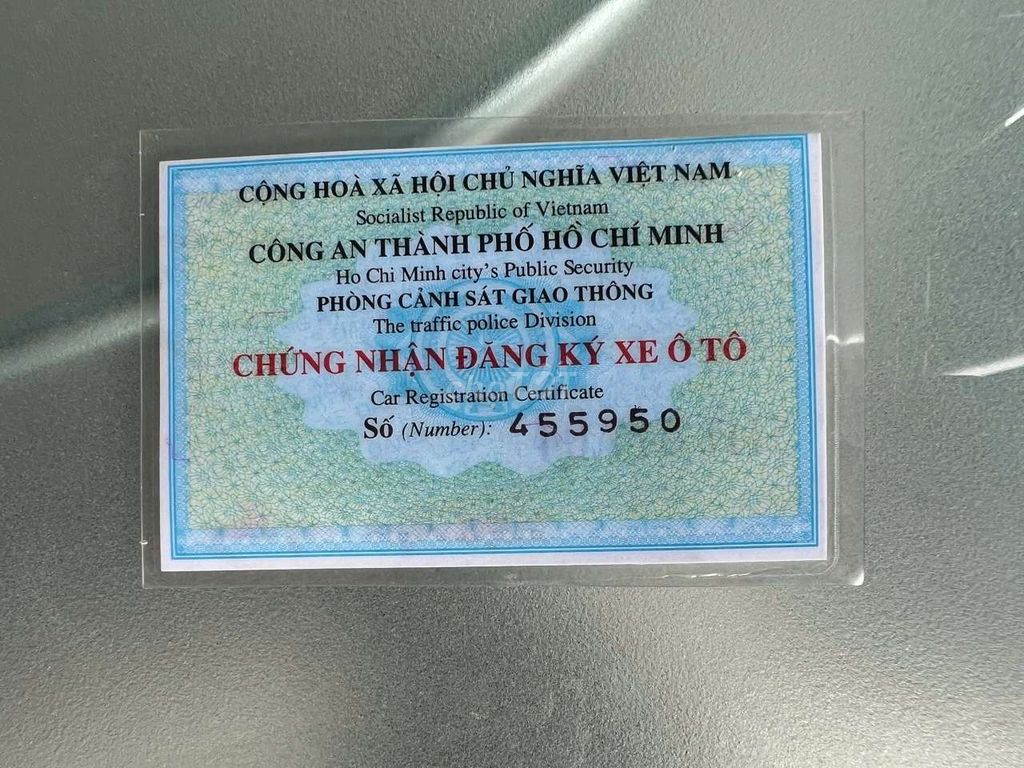 CỘNG HOÀ XÃ HỘI CHỦ NGHĨA VIỆT NAM
Socialist Republic of Vietnam
CÔNG AN THÀNH PHỐ HỒ CHÍ MINH
Ho Chi Minh city's Public Security
PHÒNG CẢNH SÁT GIAO THÔNG
The traffic police Division
CHỨNG NHẬN ĐĂNG KÝ XE Ô TÔ
Car Registration Certificate
Số (Number): 455950